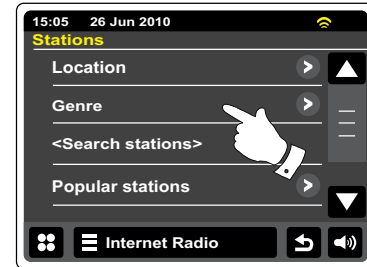 15:05 26 Jun 2010
Stations
Location
Genre
<Search stations>
Popular stations
Internet Radio